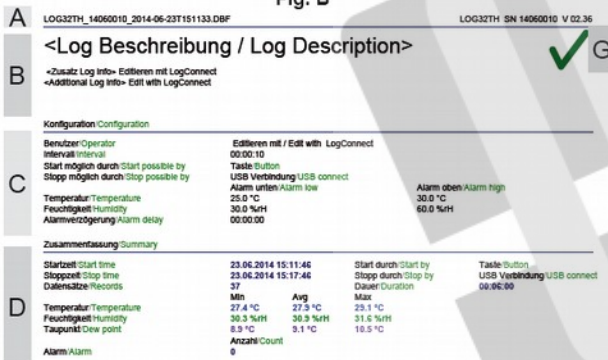 Fig. B
A
LOG32TH_14060010_2014-06-23T151133.DBF LOG32TH SN 14060010 V 02.36
B
<Log Beschreibung / Log Description>
G
<Zusatz Log Info> Editieren mit LogConnect
<Additional Log Info> Edit with LogConnect
Konfiguration/Configuration
C
Benutzer/Operator Editieren mit / Edit with LogConnect
Intervall/Interval 00:00:10
Start möglich durch/Start possible by Taste/Button
Stopp möglich durch/Stop possible by USB Verbindung/USB connect
Alarm unten/Alarm low Alarm oben/Alarm high
Temperatur/Temperature 25.0 °C 30.0 °C
Feuchtigkeit/Humidity 30.0 %rH 60.0 %rH
Alarmverzögerung/Alarm delay 00:00:00
Zusammenfassung/Summary
D
Startzeit/Start time 23.06.2014 15:11:46 Start durch/Start by Taste/Button
Stoppzeit/Stop time 23.06.2014 15:17:46 Stopp durch/Stop by USB Verbindung/USB connect
Datensätze/Records 37 Dauer/Duration 00:06:00
Min Avg Max
Temperatur/Temperature 27.4 °C 27.9 °C 29.1 °C
Feuchtigkeit/Humidity 30.3 %rH 30.9 %rH 31.6 %rH
Taupunkt/Dew point 8.9 °C 9.1 °C 10.5 °C
Anzahl/Count
Alarm/Alarm 0